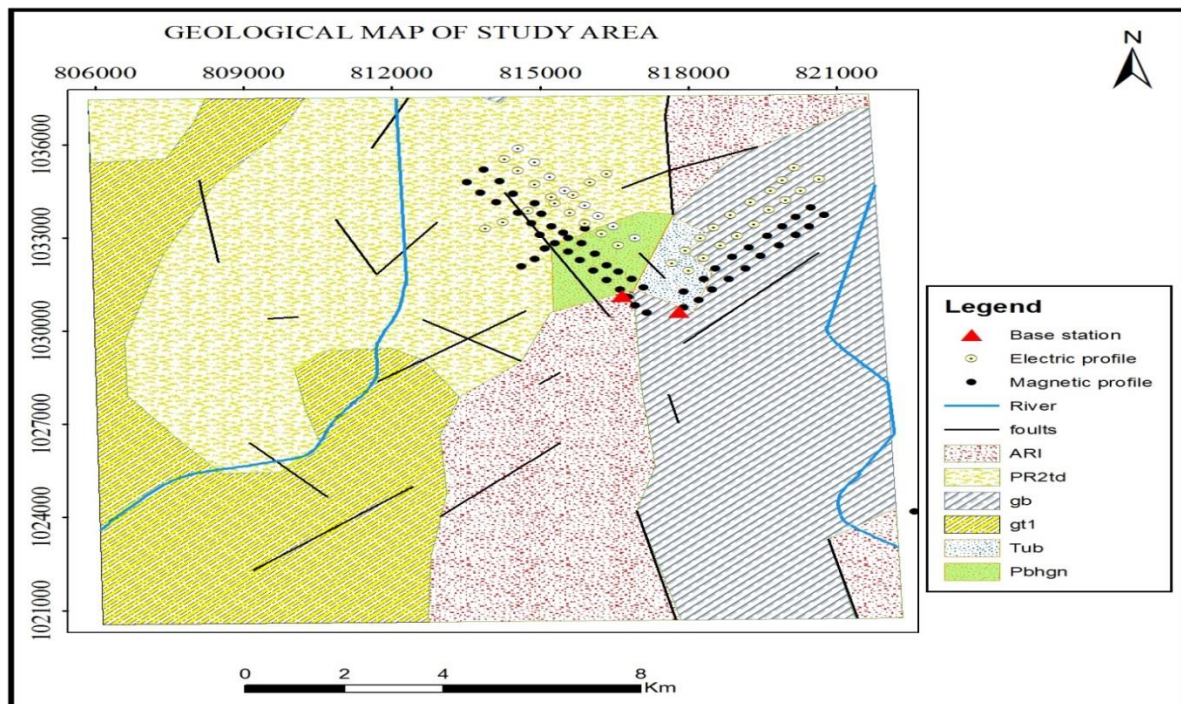 GEOLOGICAL MAP OF STUDY AREA
N
806000 809000 812000 815000 818000 821000
1036000
1033000
1030000
1027000
1024000
1021000
Legend
Base station
Electric profile
Magnetic profile
River
foults
ARI
PR2td
gb
gt1
Tub
Pbhgn
0 2 4 8
Km